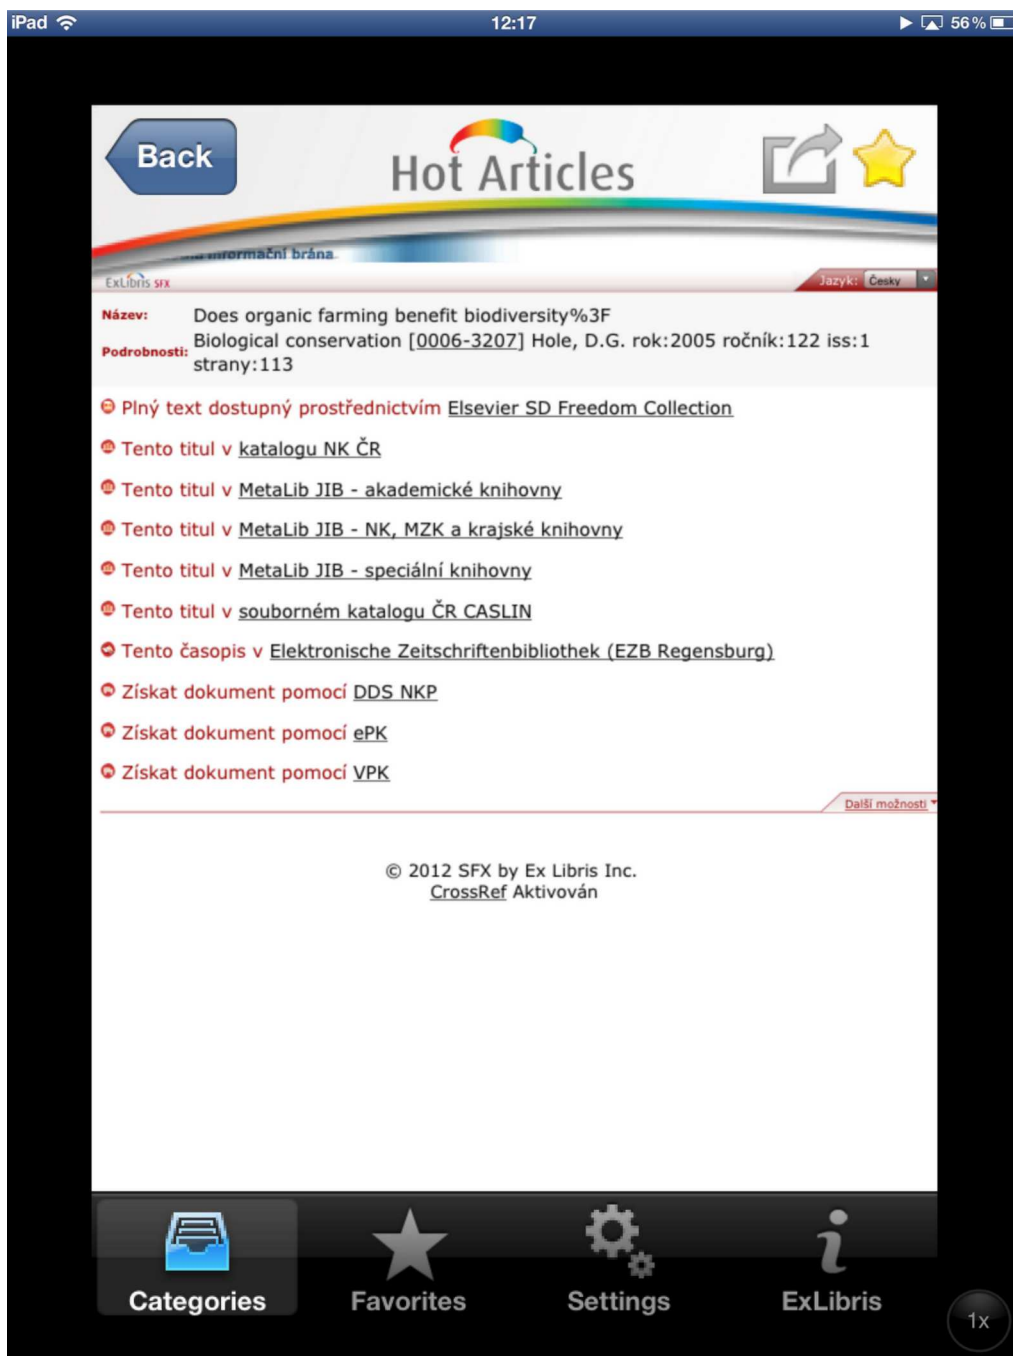 iPad 12:17 56%
Back
Hot Articles
informační brána
ExLibris SFX Jazyk: Česky
Název: Does organic farming benefit biodiversity%3F
Podrobnosti: Biological conservation [0006-3207] Hole, D.G. rok:2005 ročník:122 iss:1
strany:113
Plný text dostupný prostřednictvím Elsevier SD Freedom Collection
Tento titul v katalogu NK ČR
Tento titul v MetaLib JIB - akademické knihovny
Tento titul v MetaLib JIB - NK, MZK a krajské knihovny
Tento titul v MetaLib JIB - speciální knihovny
Tento titul v souborném katalogu ČR CASLIN
Tento časopis v Elektronische Zeitschriftenbibliothek (EZB Regensburg)
Získat dokument pomocí DDS NKP
Získat dokument pomocí ePK
Získat dokument pomocí VPK
Další možnosti
© 2012 SFX by Ex Libris Inc.
CrossRef Aktivován
Categories Favorites Settings ExLibris
1x